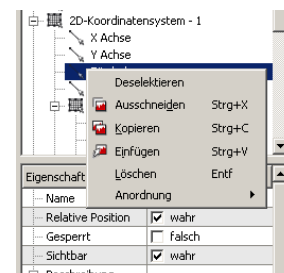 2D-Koordinatensystem - 1
X Achse
Y Achse
Deselektieren
Ausschneiden Strg+X
Kopieren Strg+C
Einfügen Strg+V
Löschen Entf
Anordnung
Eigenschaft
Name
Relative Position wahr
Gesperrt falsch
Sichtbar wahr